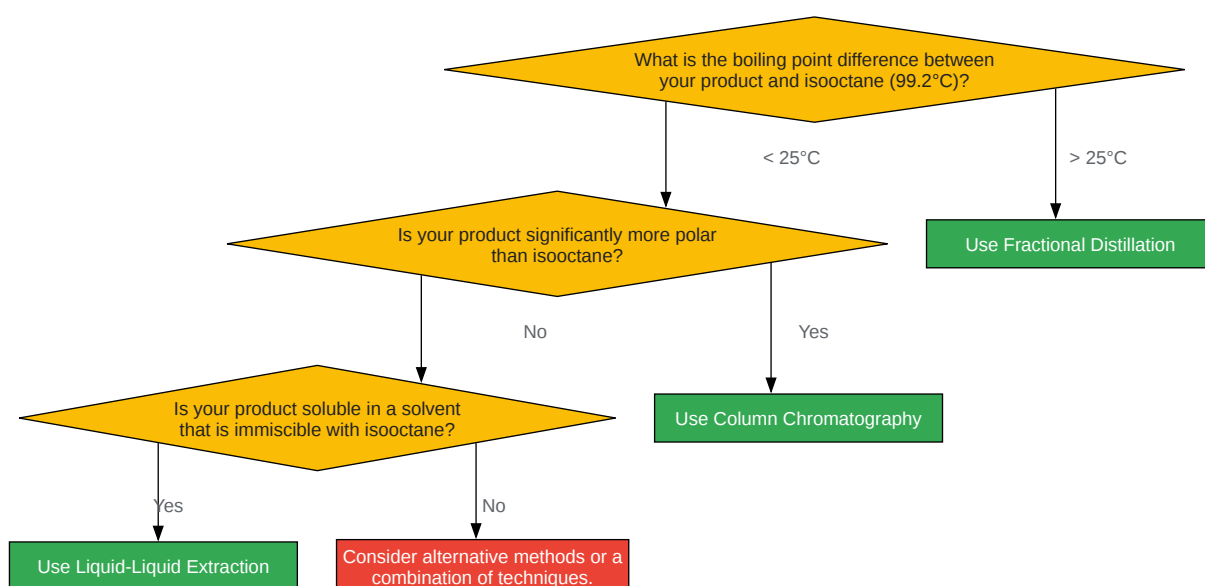 What is the boiling point difference between
your product and isooctane (99.2°C)?
< 25°C
> 25°C
Is your product significantly more polar
than isooctane?
Use Fractional Distillation
No
Yes
Is your product soluble in a solvent
that is immiscible with isooctane?
Use Column Chromatography
Yes
No
Use Liquid-Liquid Extraction
Consider alternative methods or a
combination of techniques.